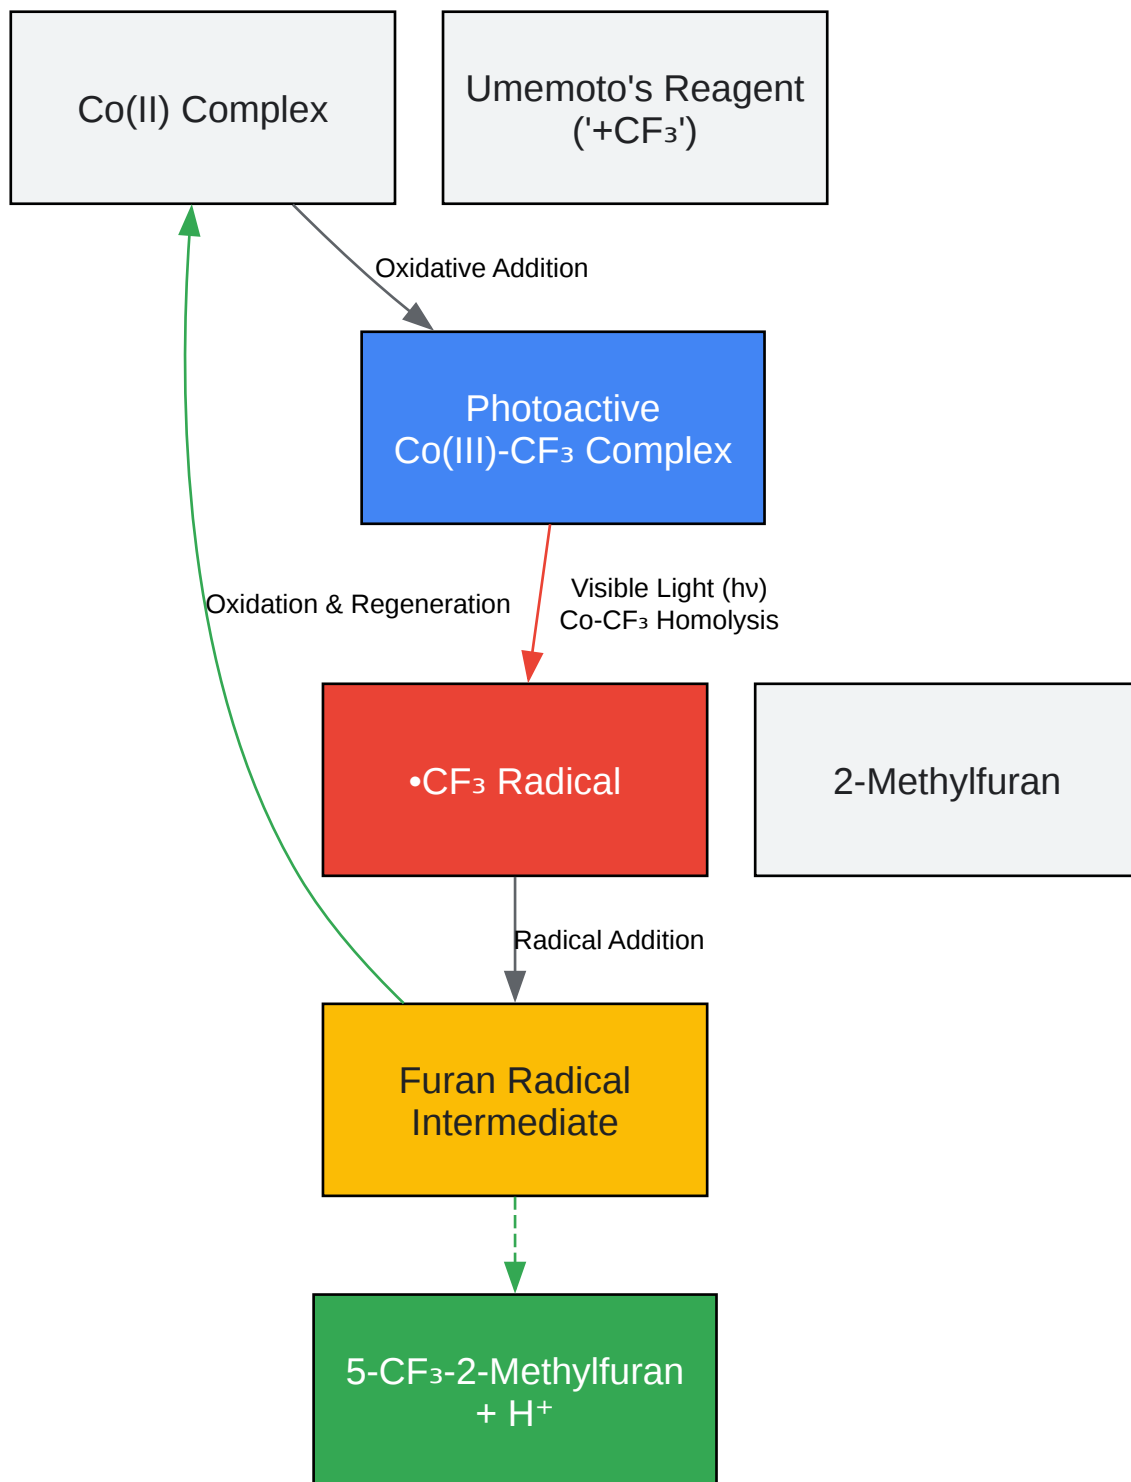 Co(II) Complex
Umemoto's Reagent
('+CF₃')
Oxidative Addition
Photoactive
Co(III)-CF₃ Complex
Oxidation & Regeneration
Visible Light (hν)
Co-CF₃ Homolysis
•CF₃ Radical
2-Methylfuran
Radical Addition
Furan Radical
Intermediate
5-CF₃-2-Methylfuran
+ H⁺